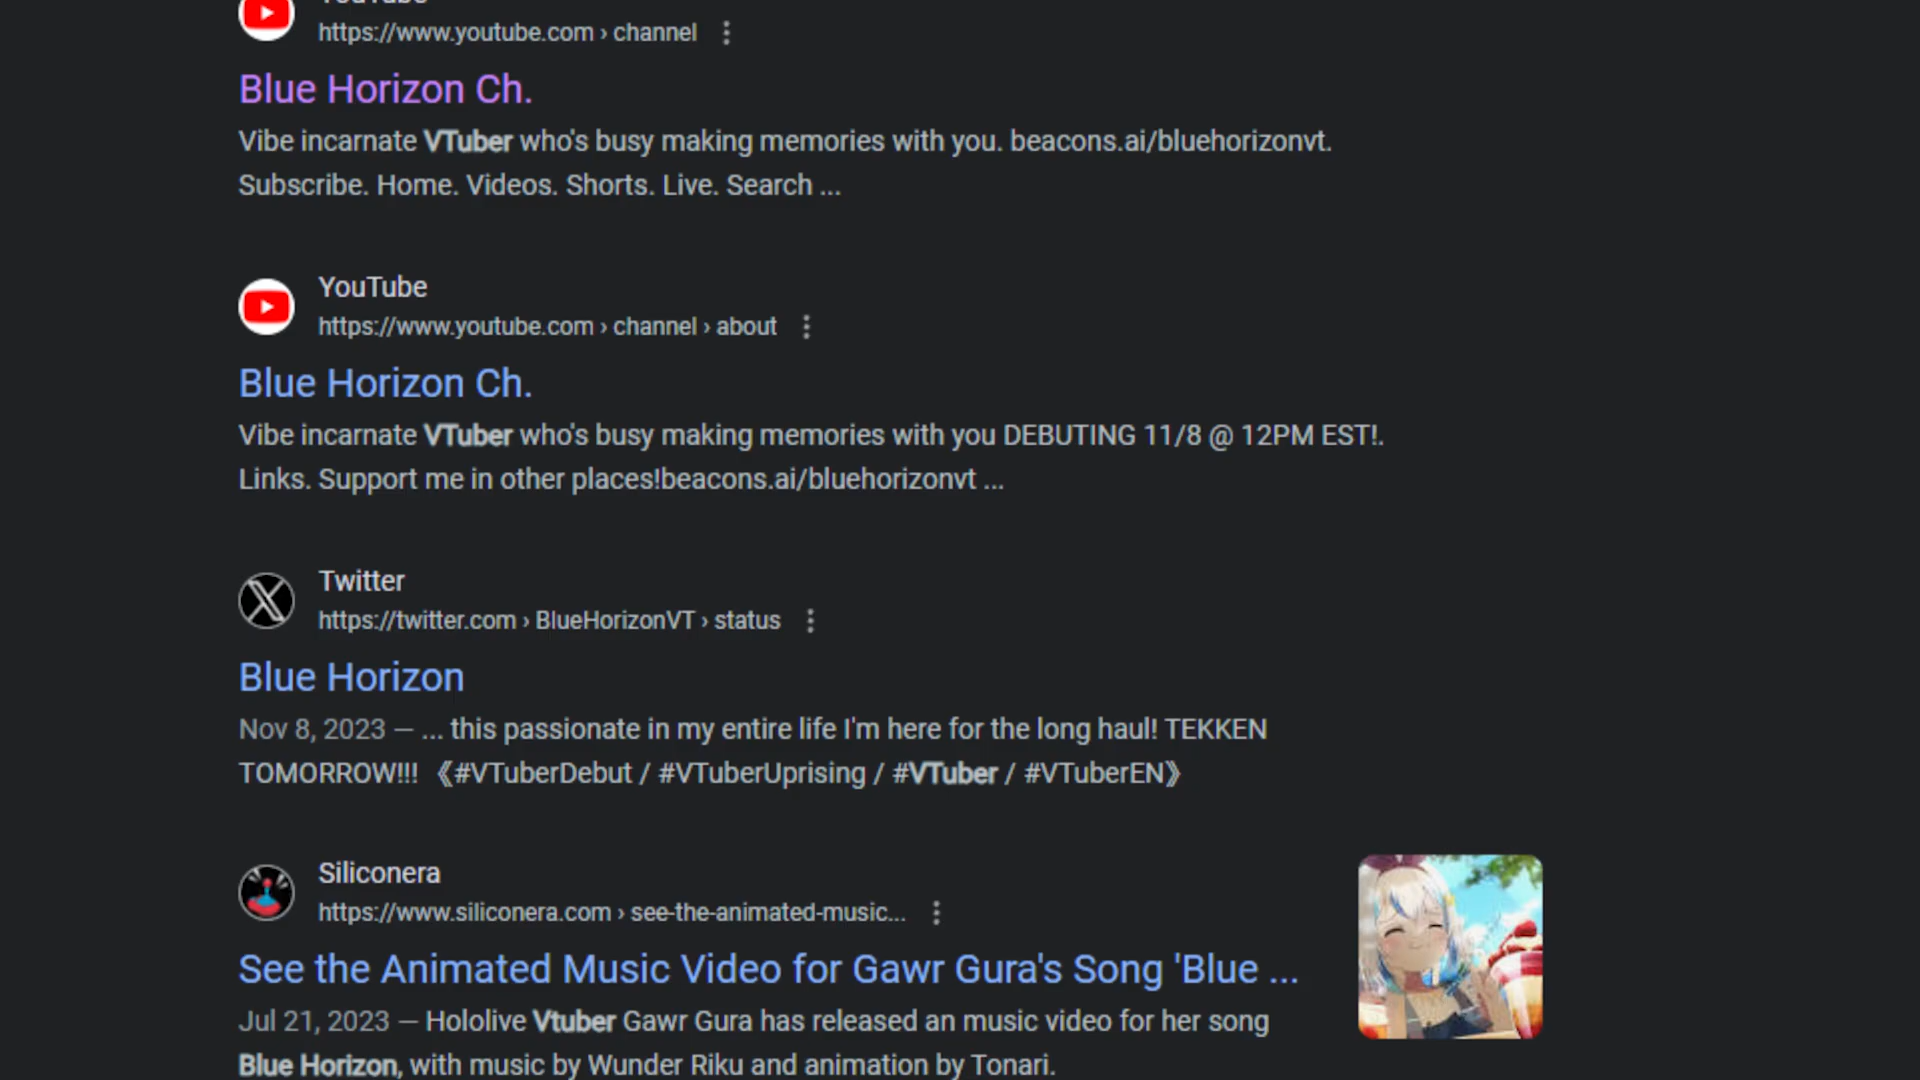 YouTube
https://www.youtube.com › channel
Blue Horizon Ch.
Vibe incarnate VTuber who's busy making memories with you. beacons.ai/bluehorizonvt.
Subscribe. Home. Videos. Shorts. Live. Search ...
YouTube
https://www.youtube.com › channel › about
Blue Horizon Ch.
Vibe incarnate VTuber who's busy making memories with you DEBUTING 11/8 @ 12PM EST!.
Links. Support me in other places!beacons.ai/bluehorizonvt ...
Twitter
https://twitter.com › BlueHorizonVT › status
Blue Horizon
Nov 8, 2023 — ... this passionate in my entire life I'm here for the long haul! TEKKEN
TOMORROW!!! 《#VTuberDebut / #VTuberUprising / #VTuber / #VTuberEN》
Siliconera
https://www.siliconera.com › see-the-animated-music...
See the Animated Music Video for Gawr Gura's Song 'Blue ...
Jul 21, 2023 — Hololive Vtuber Gawr Gura has released an music video for her song
Blue Horizon, with music by Wunder Riku and animation by Tonari.